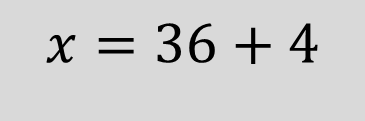 x = 36 + 4